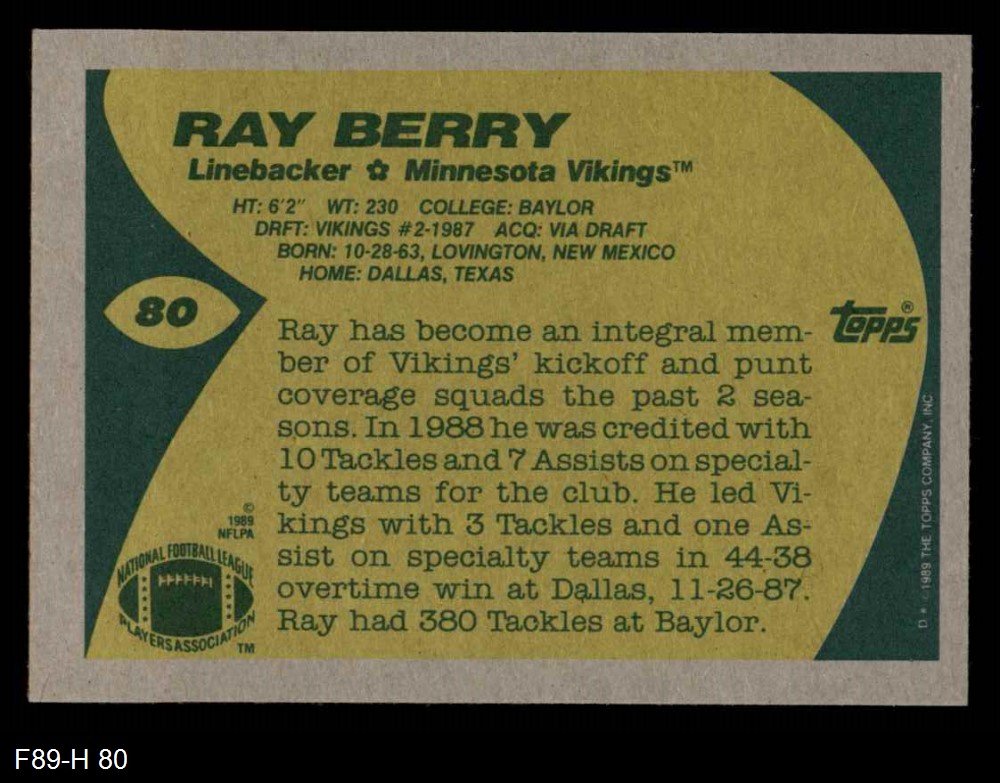 RAY BERRY
Linebacker ✿ Minnesota Vikings™
HT: 6'2" WT: 230 COLLEGE: BAYLOR
DRFT: VIKINGS #2-1987 ACQ: VIA DRAFT
BORN: 10-28-63, LOVINGTON, NEW MEXICO
HOME: DALLAS, TEXAS
80
topps®
Ray has become an integral mem-
ber of Vikings' kickoff and punt
coverage squads the past 2 sea-
sons. In 1988 he was credited with
10 Tackles and 7 Assists on special-
ty teams for the club. He led Vi-
kings with 3 Tackles and one As-
sist on specialty teams in 44-38
overtime win at Dallas, 11-26-87.
Ray had 380 Tackles at Baylor.
©
1989
NFLPA
NATIONAL FOOTBALL LEAGUE
PLAYERS ASSOCIATION
TM
D * © 1989 THE TOPPS COMPANY, INC.
F89-H 80